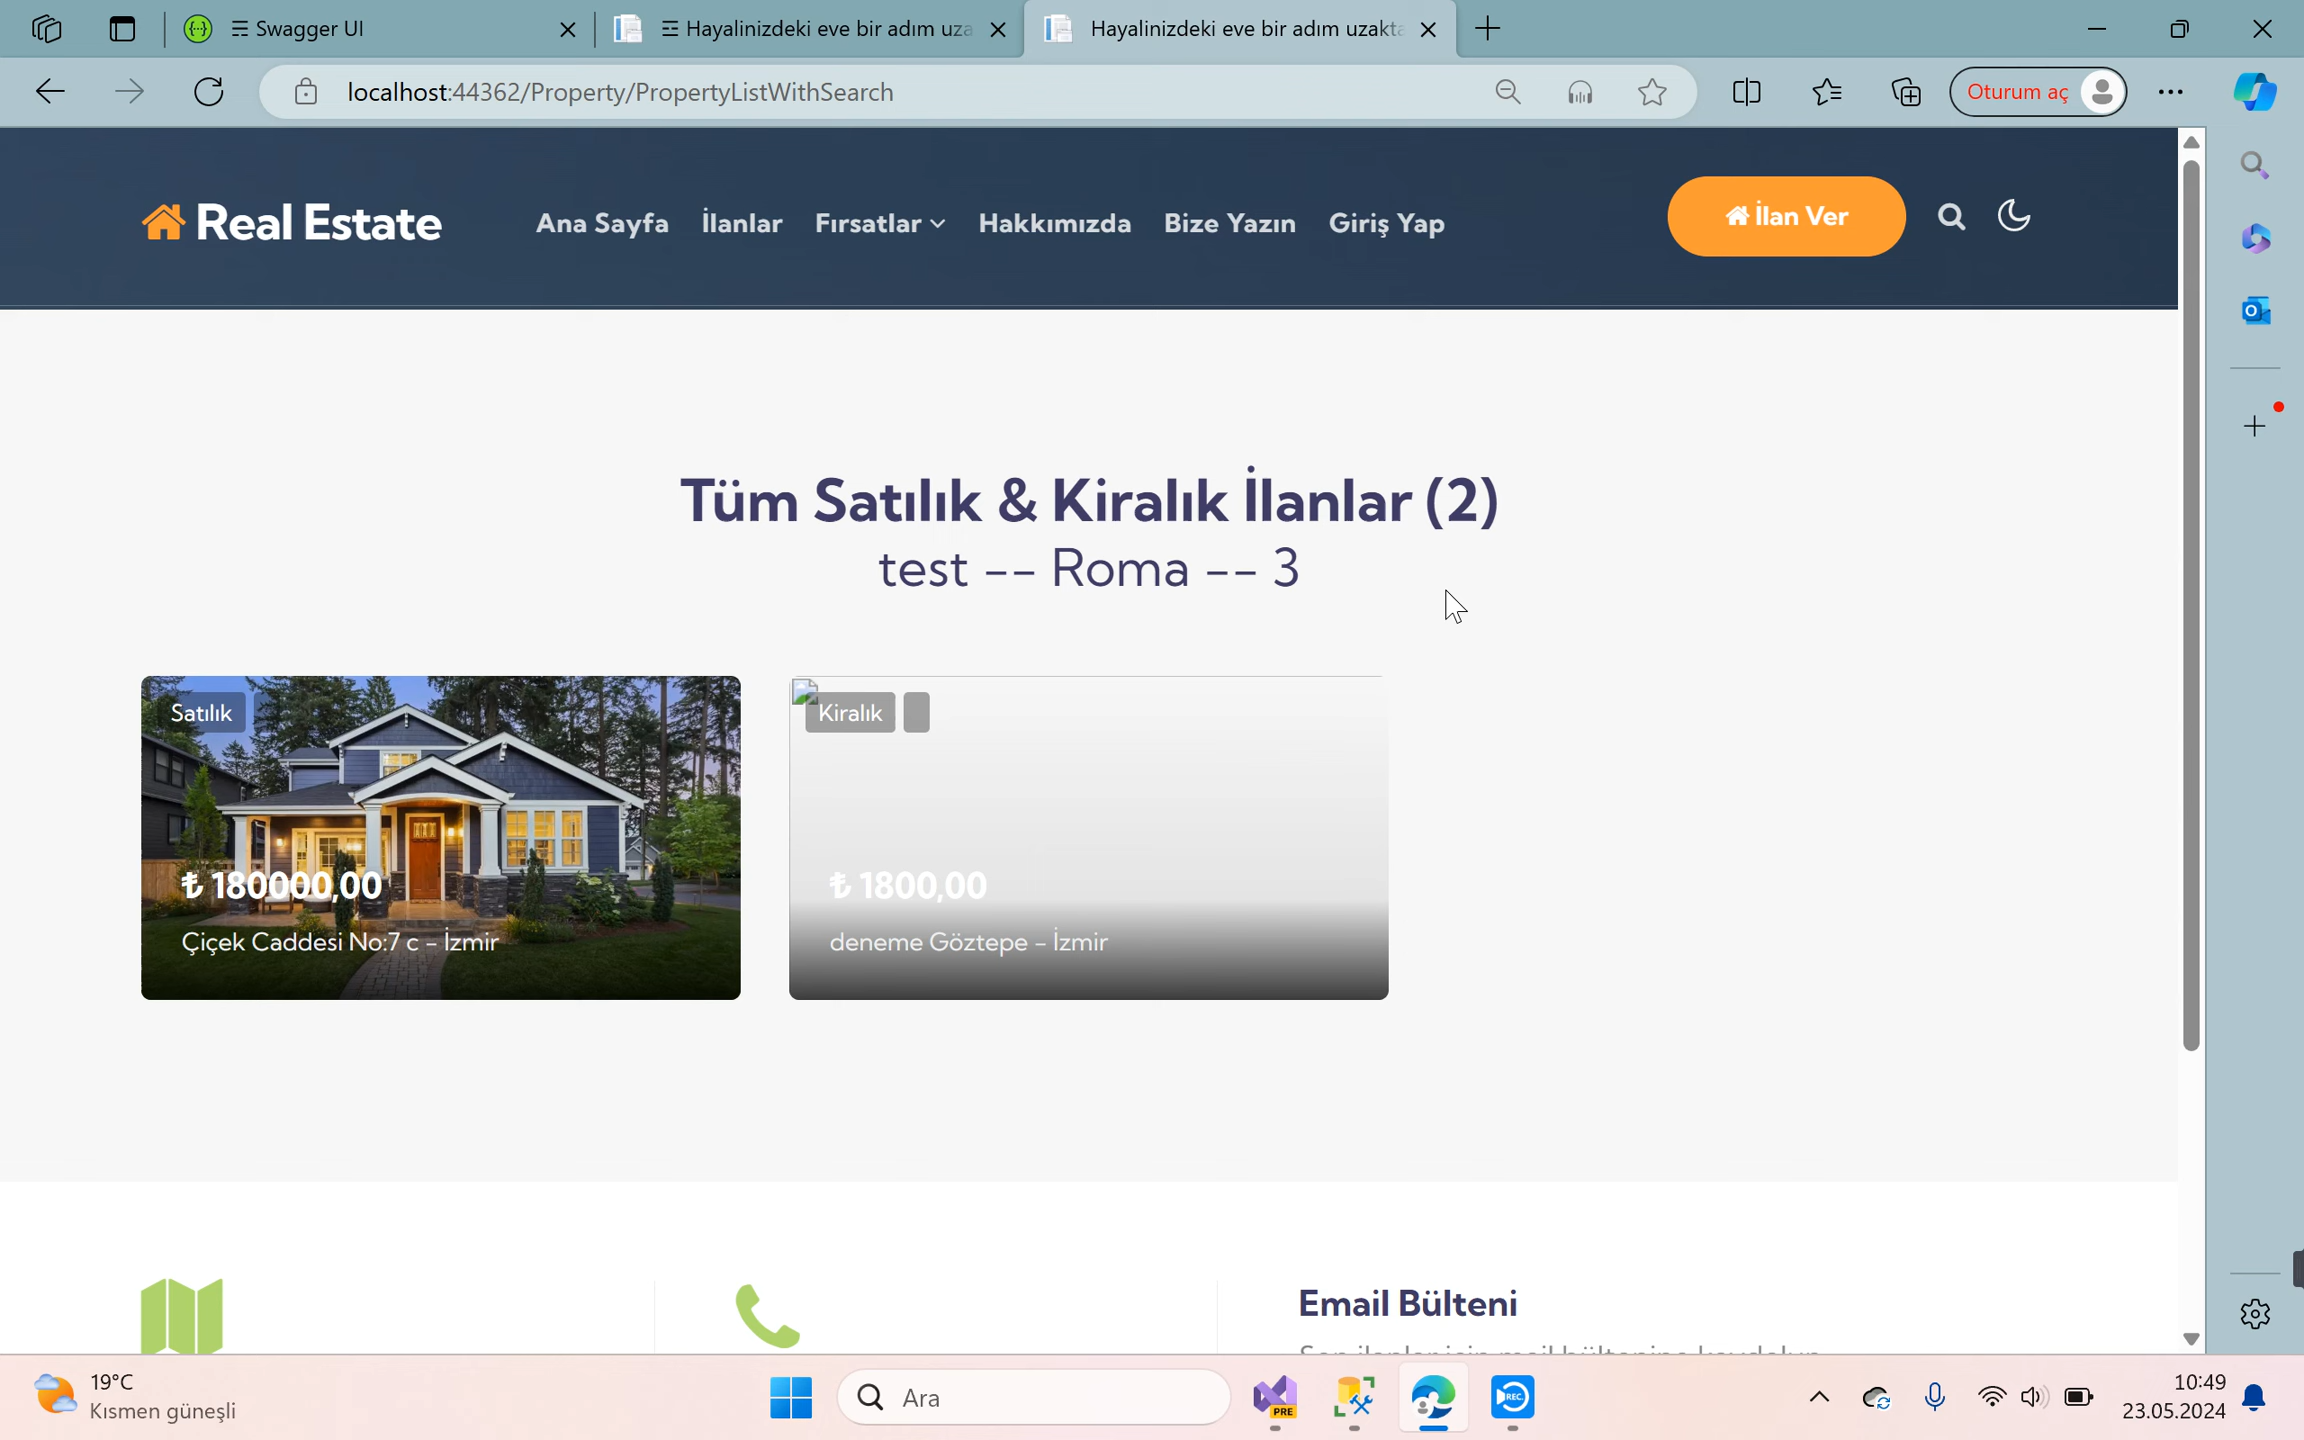 Swagger UI
Hayalinizdeki eve bir adım uza
Hayalinizdeki eve bir adım uzakta
localhost:44362/Property/PropertyListWithSearch
Oturum aç
Real Estate
Ana Sayfa
İlanlar
Fırsatlar
Hakkımızda
Bize Yazın
Giriş Yap
İlan Ver
Tüm Satılık & Kiralık İlanlar (2)
test -- Roma -- 3
Satılık
₺ 180000,00
Çiçek Caddesi No:7 c - İzmir
Kiralık
₺ 1800,00
deneme Göztepe - İzmir
Email Bülteni
19°C
Kısmen güneşli
Ara
PRE
REC
10:49
23.05.2024